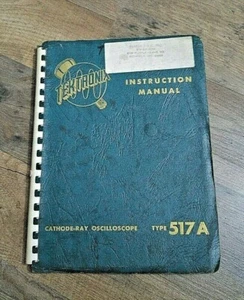 TEKTRONIX
INSTRUCTION
MANUAL
CATHODE-RAY OSCILLOSCOPE TYPE 517A